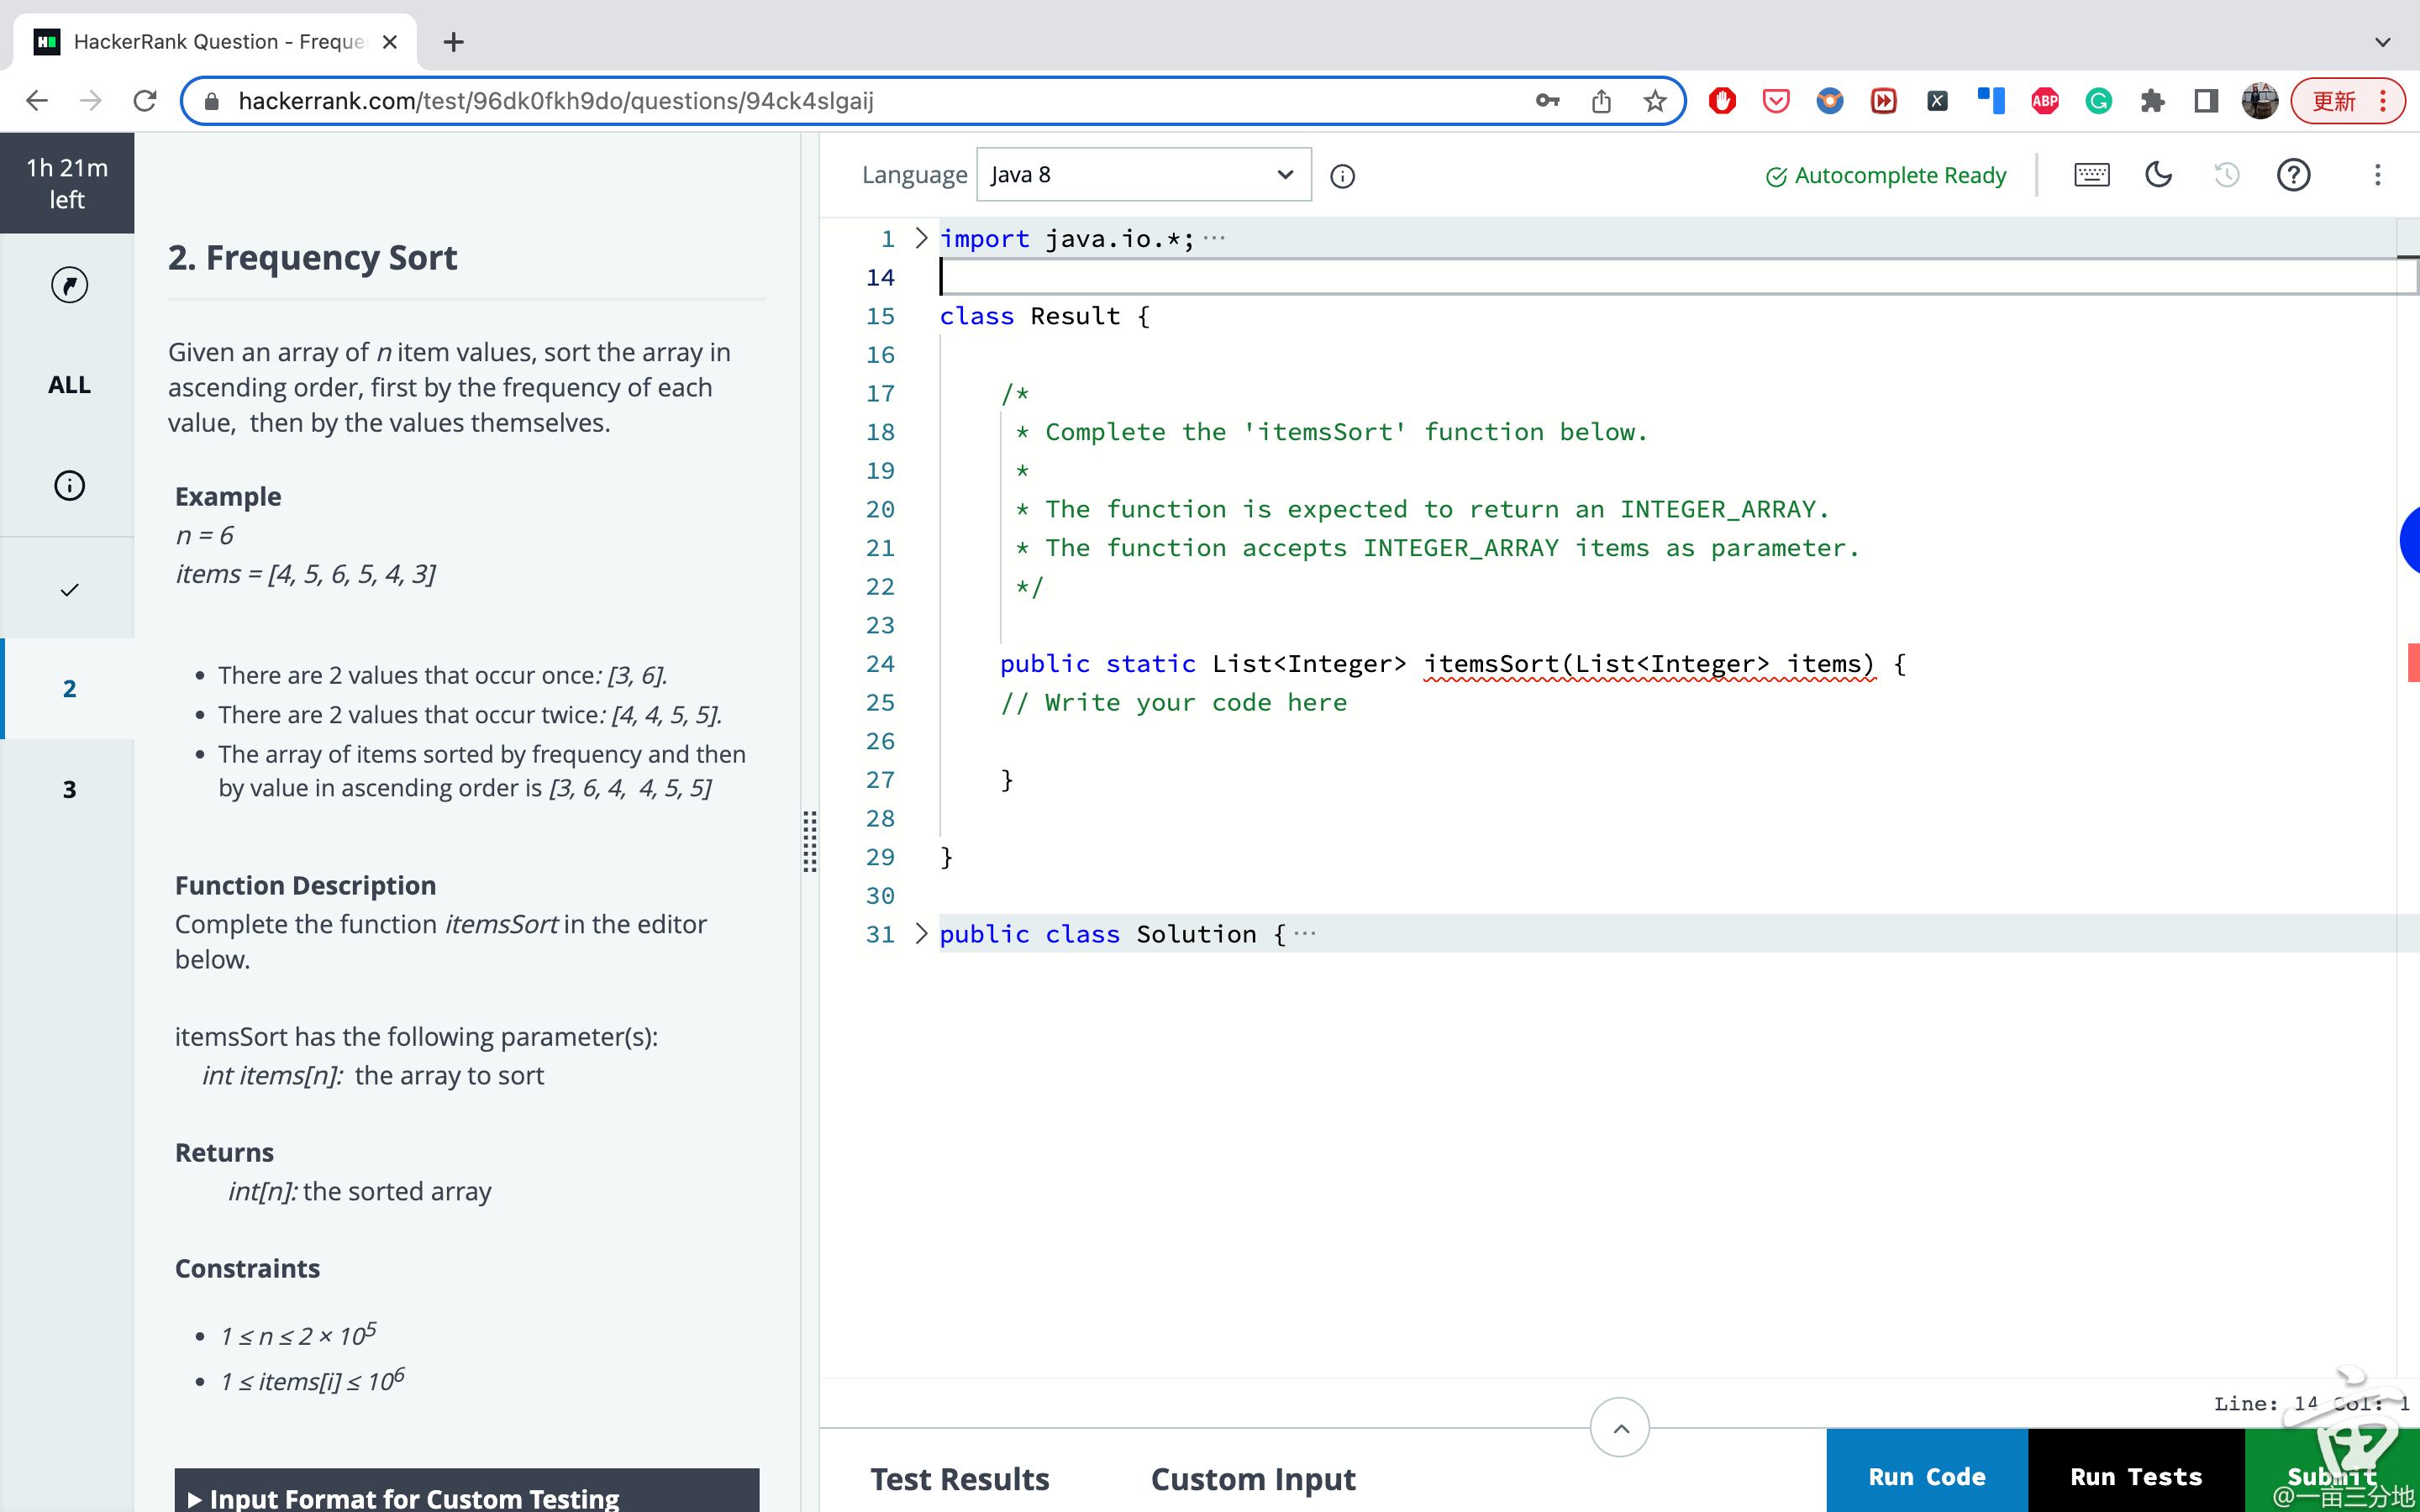 HackerRank Question - Freque
hackerrank.com/test/96dk0fkh9do/questions/94ck4slgaij
ABP
更新
1h 21m
left
ALL
2
3
2. Frequency Sort
Given an array of n item values, sort the array in
ascending order, first by the frequency of each
value,  then by the values themselves.
Example
n = 6
items = [4, 5, 6, 5, 4, 3]
• There are 2 values that occur once: [3, 6].
• There are 2 values that occur twice: [4, 4, 5, 5].
• The array of items sorted by frequency and then
by value in ascending order is [3, 6, 4,  4, 5, 5]
Function Description
Complete the function itemsSort in the editor
below.
itemsSort has the following parameter(s):
int items[n]:  the array to sort
Returns
int[n]: the sorted array
Constraints
• 1 ≤ n ≤ 2 × 10^5
• 1 ≤ items[i] ≤ 10^6
▶ Input Format for Custom Testing
Language Java 8
Autocomplete Ready
1 import java.io.*; ···
14
15 class Result {
16
17     /*
18      * Complete the 'itemsSort' function below.
19      *
20      * The function is expected to return an INTEGER_ARRAY.
21      * The function accepts INTEGER_ARRAY items as parameter.
22      */
23
24     public static List<Integer> itemsSort(List<Integer> items) {
25     // Write your code here
26
27     }
28
29 }
30
31 public class Solution { ···
Line: 14 Col: 1
Test Results Custom Input
Run Code Run Tests Submit
@一亩三分地